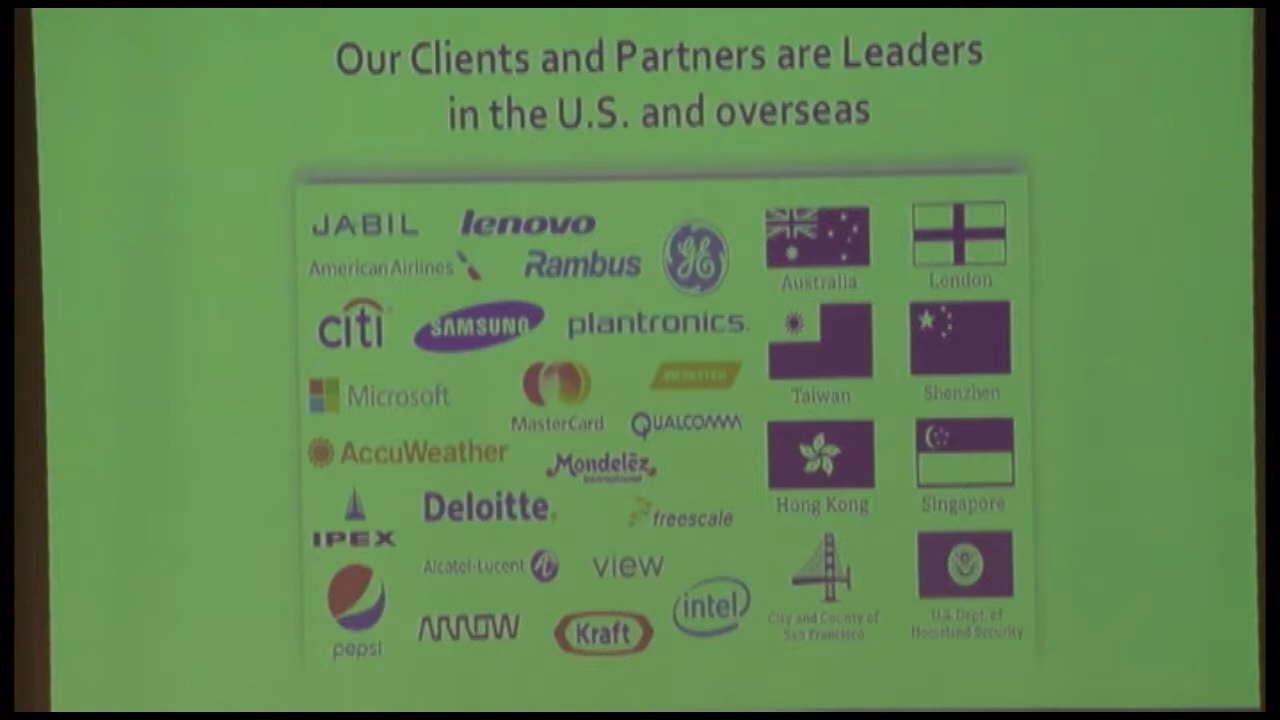 Our Clients and Partners are Leaders
in the U.S. and overseas
JABIL
lenovo
American Airlines
Rambus
GE
citi
SAMSUNG
plantronics.
Microsoft
MasterCard
QUALCOMM
AccuWeather
Mondelēz
International
IPEX
Deloitte.
freescale
Alcatel-Lucent
view
pepsi
ARROW
Kraft
intel
Australia
London
Taiwan
Shenzhen
Hong Kong
Singapore
City and County of
San Francisco
U.S. Dept. of
Homeland Security